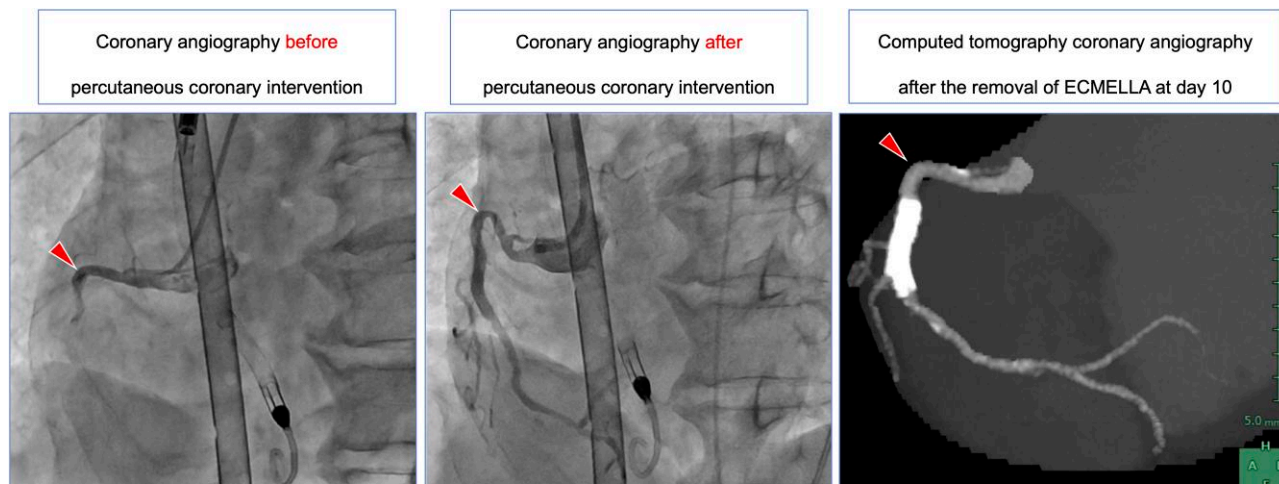 Coronary angiography before
percutaneous coronary intervention
Coronary angiography after
percutaneous coronary intervention
Computed tomography coronary angiography
after the removal of ECMELLA at day 10
5.0 mm
H
A